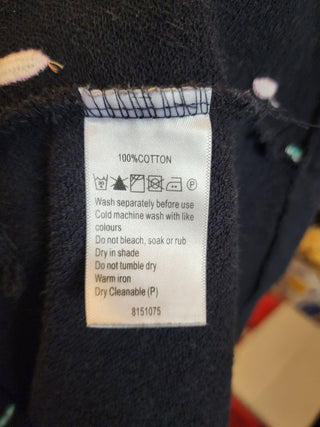 100%COTTON
P
Wash separately before use
Cold machine wash with like
colours
Do not bleach, soak or rub
Dry in shade
Do not tumble dry
Warm iron
Dry Cleanable (P)
8151075